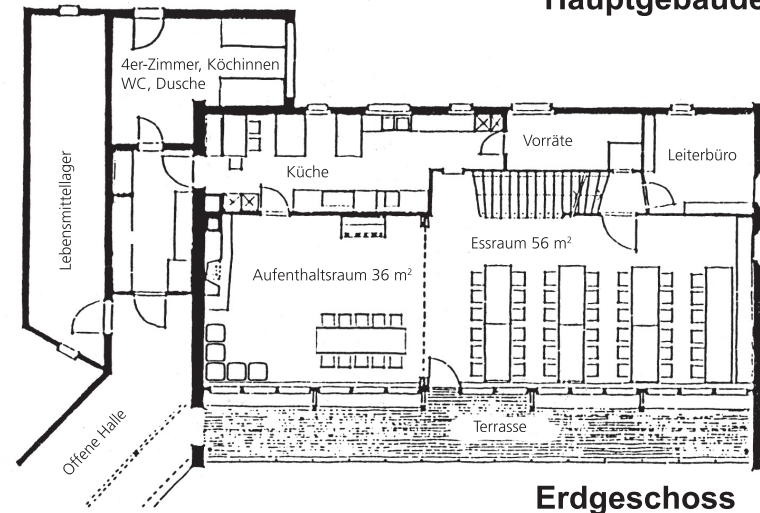 Hauptgebäude
4er-Zimmer, Köchinnen
WC, Dusche
Vorräte
Leiterbüro
Küche
Lebensmittellager
Essraum 56 m²
Aufenthaltsraum 36 m²
Terrasse
Offene Halle
Erdgeschoss